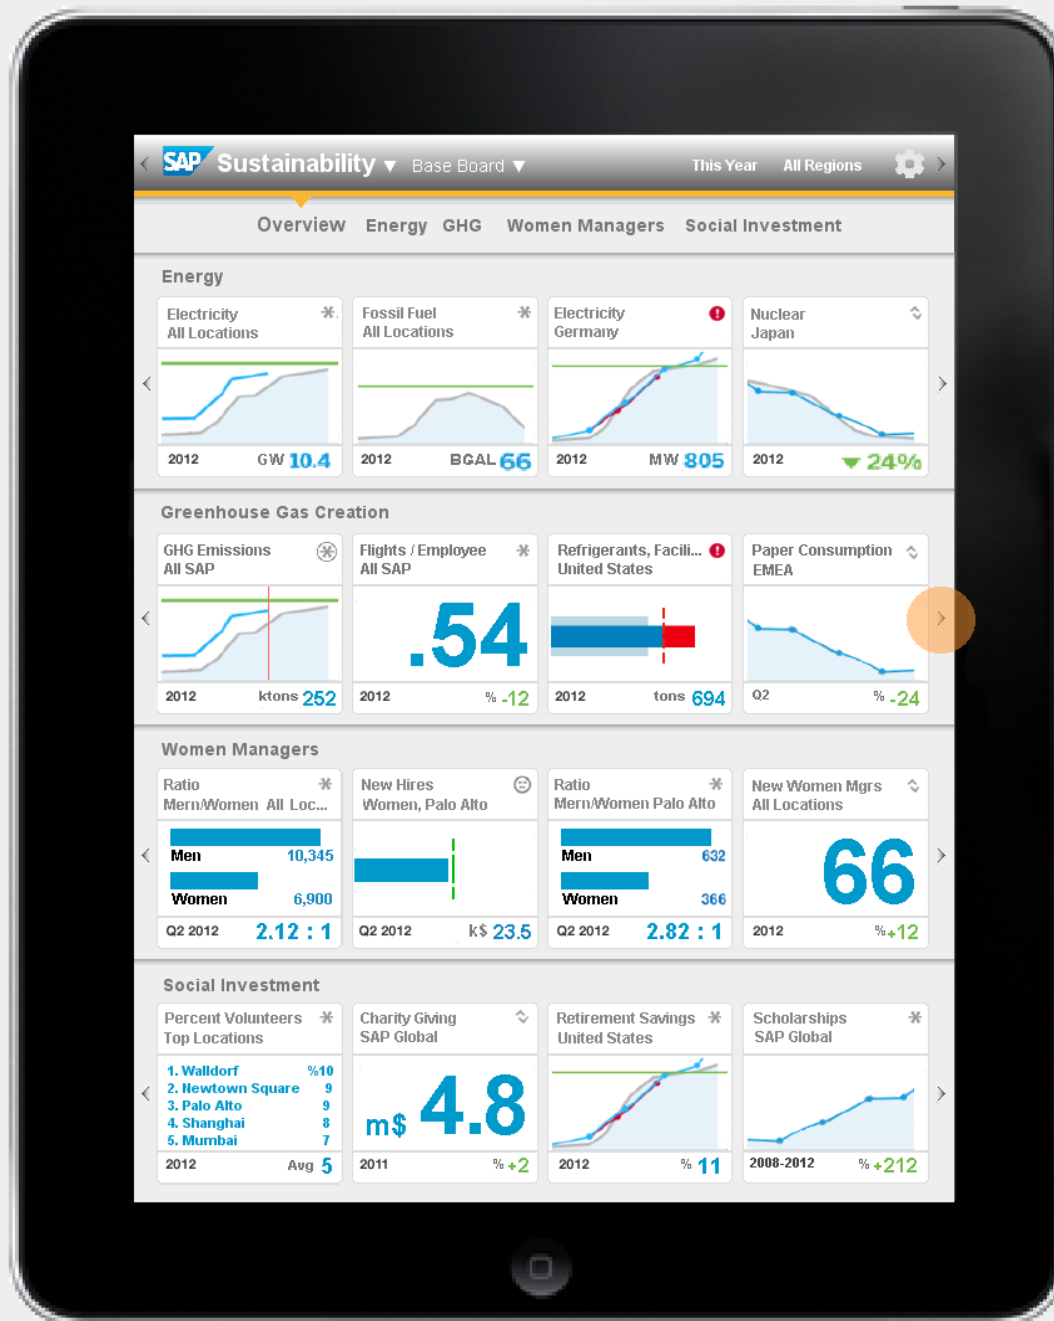 SAP Sustainability Base Board This Year All Regions
Overview Energy GHG Women Managers Social Investment
Energy
Electricity
All Locations
2012 GW 10.4
Fossil Fuel
All Locations
2012 BGAL 66
Electricity
Germany
2012 MW 805
Nuclear
Japan
2012 24%
Greenhouse Gas Creation
GHG Emissions
All SAP
2012 ktons 252
Flights / Employee
All SAP
.54
2012 % -12
Refrigerants, Facili...
United States
2012 tons 694
Paper Consumption
EMEA
Q2 % -24
Women Managers
Ratio
Mern/Women All Loc...
Men 10,345
Women 6,900
Q2 2012 2.12 : 1
New Hires
Women, Palo Alto
Q2 2012 k$ 23.5
Ratio
Mern/Women Palo Alto
Men 632
Women 366
Q2 2012 2.82 : 1
New Women Mgrs
All Locations
66
2012 %+12
Social Investment
Percent Volunteers
Top Locations
1. Walldorf %10
2. Newtown Square 9
3. Palo Alto 9
4. Shanghai 8
5. Mumbai 7
2012 Avg 5
Charity Giving
SAP Global
m$ 4.8
2011 % +2
Retirement Savings
United States
2012 % 11
Scholarships
SAP Global
2008-2012 % +212